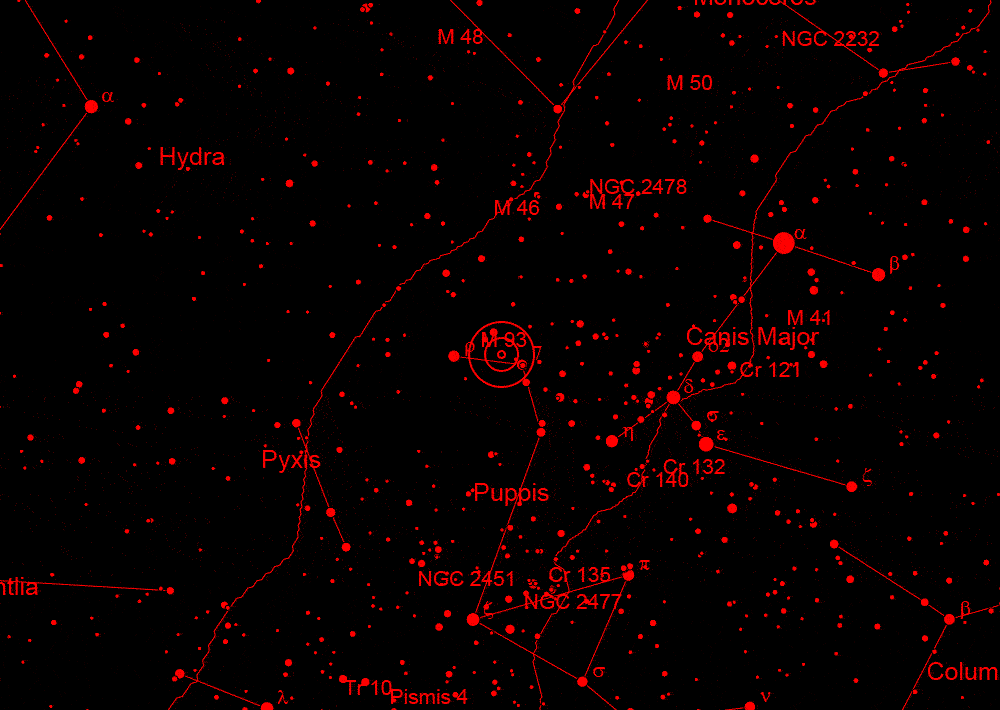 Monoceros
M 48
NGC 2232
M 50
α
Hydra
NGC 2478
M 46
M 47
α
β
M 41
Canis Major
M 93
ρ
ο2
Cr 121
δ
σ
η
ε
Pyxis
Cr 132
Cr 140
ζ
Puppis
π
NGC 2451
Cr 135
ntlia
NGC 2477
ζ
β
σ
Colum
Tr 10
Pismis 4
λ
ν